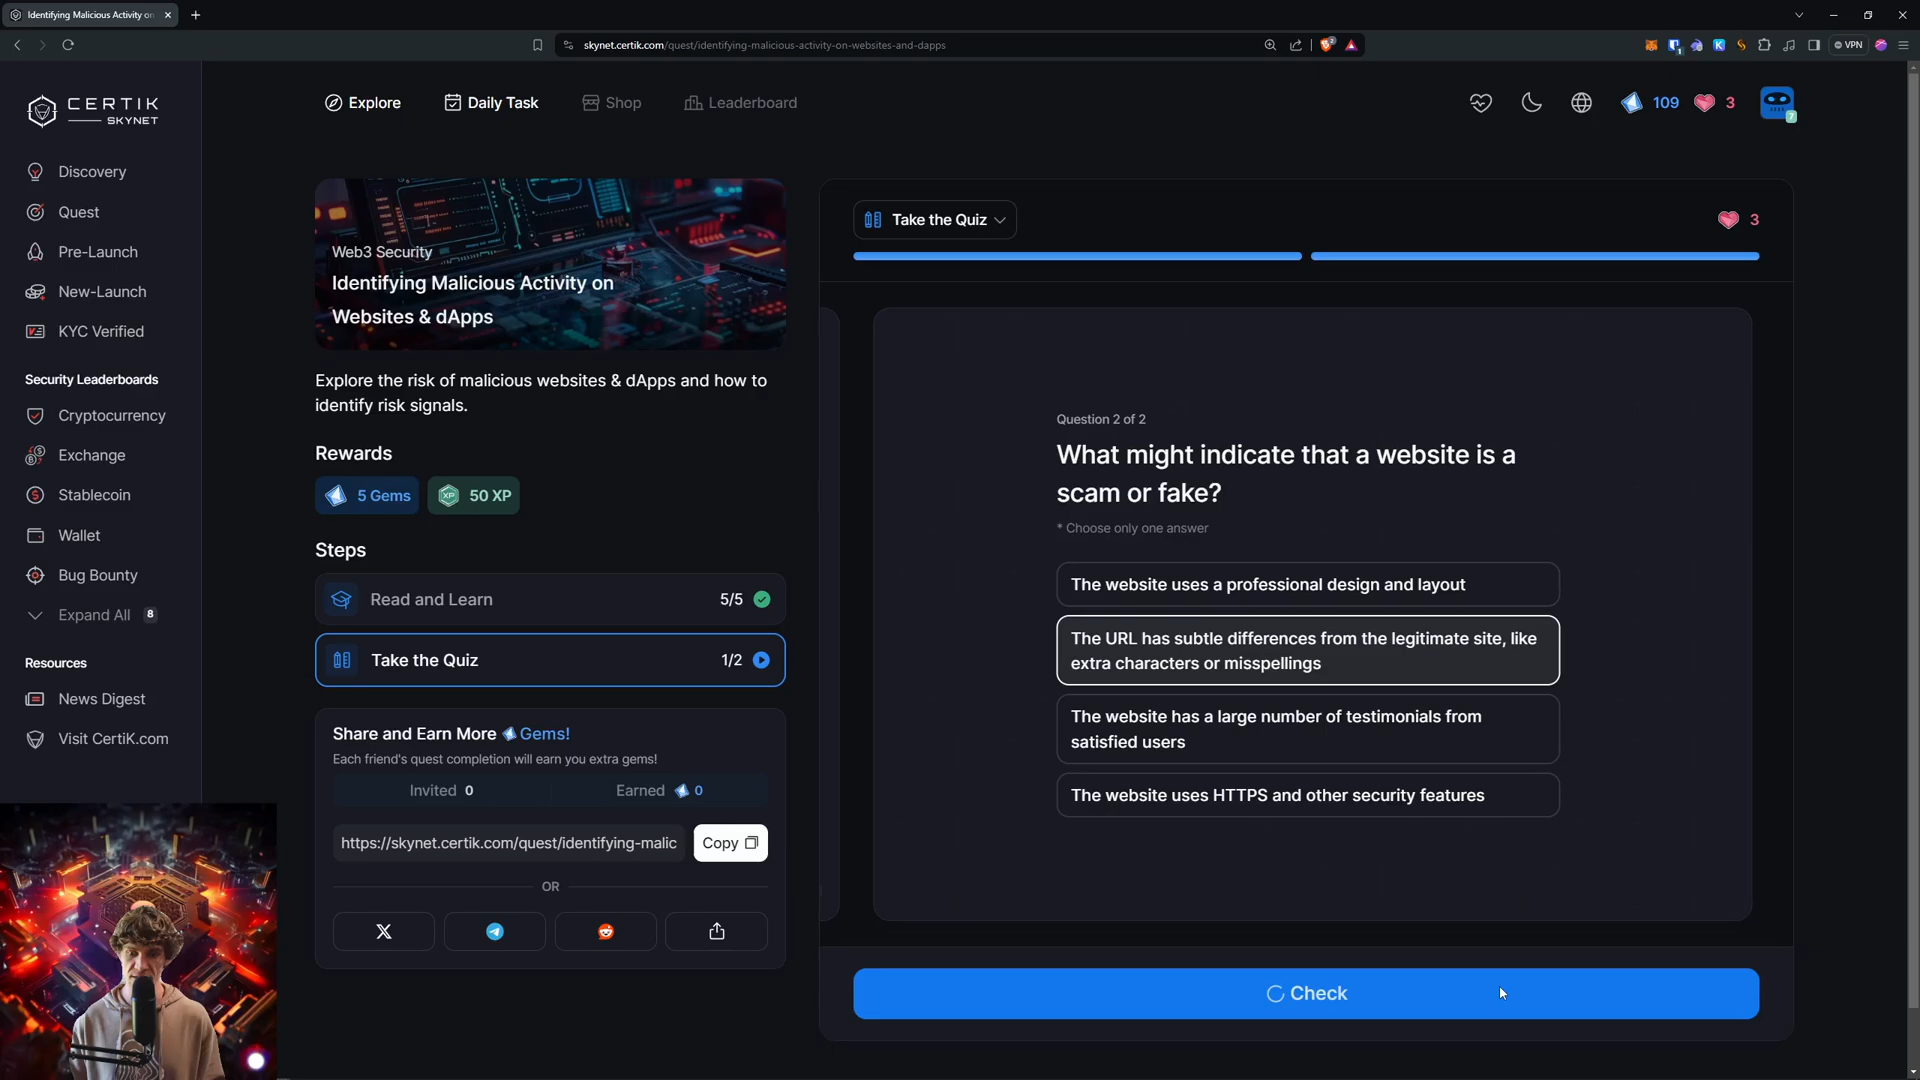 Identifying Malicious Activity on
skynet.certik.com/quest/identifying-malicious-activity-on-websites-and-dapps
VPN
CERTIK
SKYNET
Explore
Daily Task
Shop
Leaderboard
109
3
7
Discovery
Quest
Pre-Launch
New-Launch
KYC Verified
Security Leaderboards
Cryptocurrency
Exchange
Stablecoin
Wallet
Bug Bounty
Expand All 8
Resources
News Digest
Visit CertiK.com
Web3 Security
Identifying Malicious Activity on
Websites & dApps
Explore the risk of malicious websites & dApps and how to
identify risk signals.
Rewards
5 Gems
XP 50 XP
Steps
Read and Learn 5/5
Take the Quiz 1/2
Share and Earn More Gems!
Each friend's quest completion will earn you extra gems!
Invited 0
Earned 0
https://skynet.certik.com/quest/identifying-malic
Copy
OR
Take the Quiz
3
Question 2 of 2
What might indicate that a website is a
scam or fake?
* Choose only one answer
The website uses a professional design and layout
The URL has subtle differences from the legitimate site, like
extra characters or misspellings
The website has a large number of testimonials from
satisfied users
The website uses HTTPS and other security features
Check